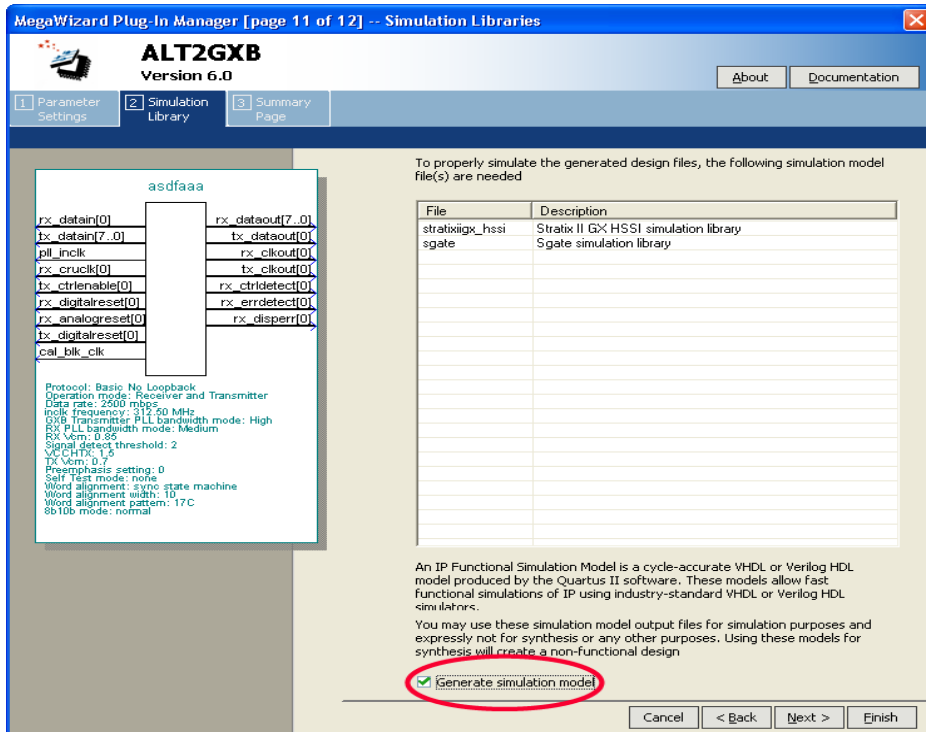 MegaWizard Plug-In Manager [page 11 of 12] -- Simulation Libraries
ALT2GXB
Version 6.0
About
Documentation
1 Parameter Settings
2 Simulation Library
3 Summary Page
To properly simulate the generated design files, the following simulation model
file(s) are needed
asdfaaa
rx_datain[0]
tx_datain[7..0]
pll_inclk
rx_cruclk[0]
tx_ctrlenable[0]
rx_digitalreset[0]
rx_analogreset[0]
tx_digitalreset[0]
cal_blk_clk
rx_dataout[7..0]
tx_dataout[0]
rx_clkout[0]
tx_clkout[0]
rx_ctrldetect[0]
rx_errdetect[0]
rx_disperr[0]
Protocol: Basic No Loopback
Operation mode: Receiver and Transmitter
Data rate: 2500 mbps
inclk frequency: 312.50 MHz
GXB Transmitter PLL bandwidth mode: High
RX PLL bandwidth mode: Medium
RX Vcm: 0.85
Signal detect threshold: 2
VCCHTX: 1.5
TX Vcm: 0.7
Preemphasis setting: 0
Self Test mode: none
Word alignment: sync state machine
Word alignment width: 10
Word alignment pattern: 17C
8b10b mode: normal
File Description
stratixiigx_hssi Stratix II GX HSSI simulation library
sgate Sgate simulation library
An IP Functional Simulation Model is a cycle-accurate VHDL or Verilog HDL
model produced by the Quartus II software. These models allow fast
functional simulations of IP using industry-standard VHDL or Verilog HDL
simulators.
You may use these simulation model output files for simulation purposes and
expressly not for synthesis or any other purposes. Using these models for
synthesis will create a non-functional design
Generate simulation model
Cancel
< Back
Next >
Finish